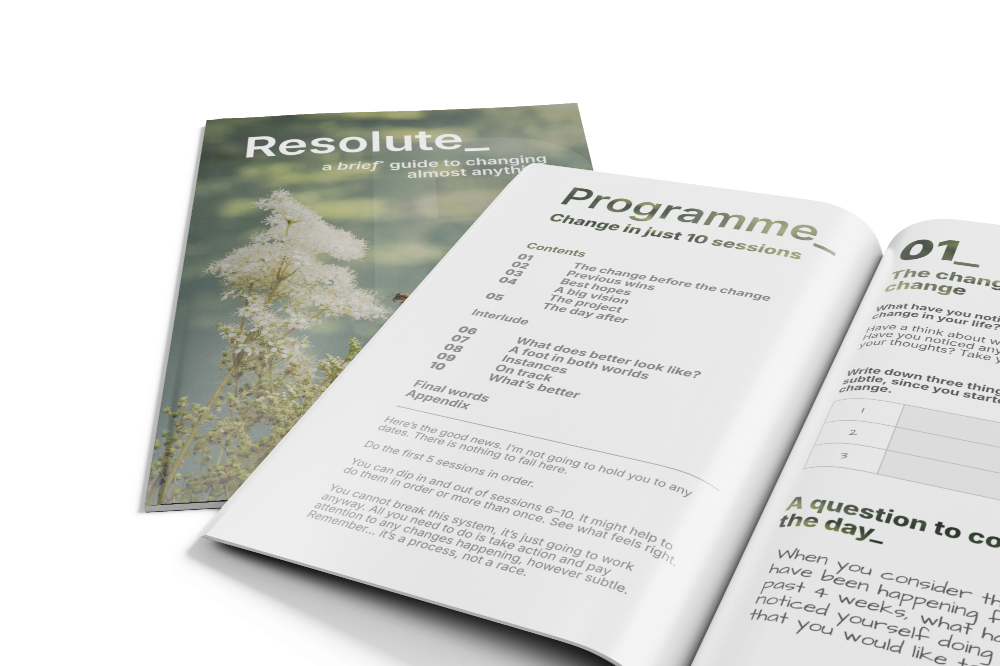 Resolute_
a brief* guide to changing
almost anythi
Programme_
Change in just 10 sessions
Contents
01 The change before the change
02 Previous wins
03 Best hopes
04 A big vision
The project
05 The day after
Interlude
06 What does better look like?
07 A foot in both worlds
08 Instances
09 On track
10 What's better
Final words
Appendix
Here's the good news. I'm not going to hold you to any
dates. There is nothing to fail here.
Do the first 5 sessions in order.
You can dip in and out of sessions 6–10. It might help to
do them in order or more than once. See what feels right.
You cannot break this system, it's just going to work
anyway. All you need to do is take action and pay
attention to any changes happening, however subtle.
Remember... it's a process, not a race.
01_
The chang
change
What have you noti
change in your life?
Have a think about w
Have you noticed any
your thoughts? Take y
Write down three thing
subtle, since you starte
change.
1
2
3
A question to co
the day_
When you consider th
have been happening f
past 4 weeks, what ha
noticed yourself doing
that you would like to